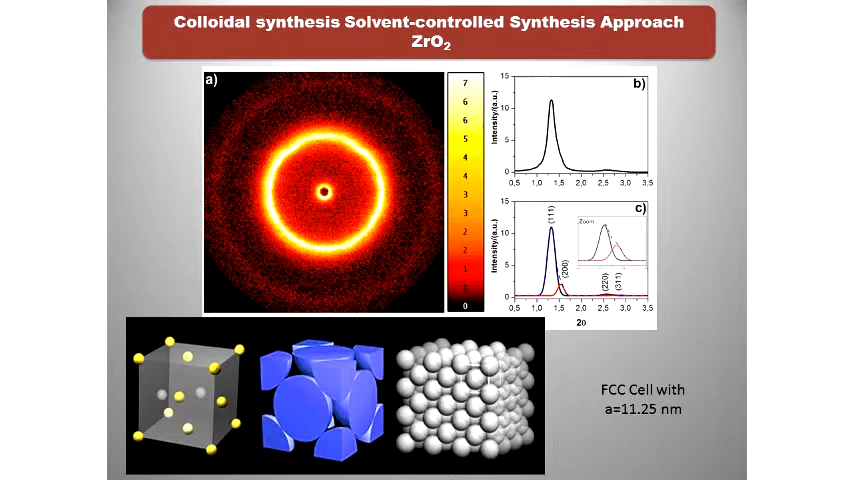 Colloidal synthesis Solvent-controlled Synthesis Approach
ZrO₂
a)
7
6
6
5
4
4
3
3
2
2
1
1
0
b)
Intensity/(a.u.)
15
10
5
0
0,5 1,0 1,5 2,0 2,5 3,0 3,5
c)
Intensity/(a.u.)
15
10
5
0
(111)
(200)
Zoom
(220)
(311)
0,5 1,0 1,5 2,0 2,5 3,0 3,5
2θ
FCC Cell with
a=11.25 nm